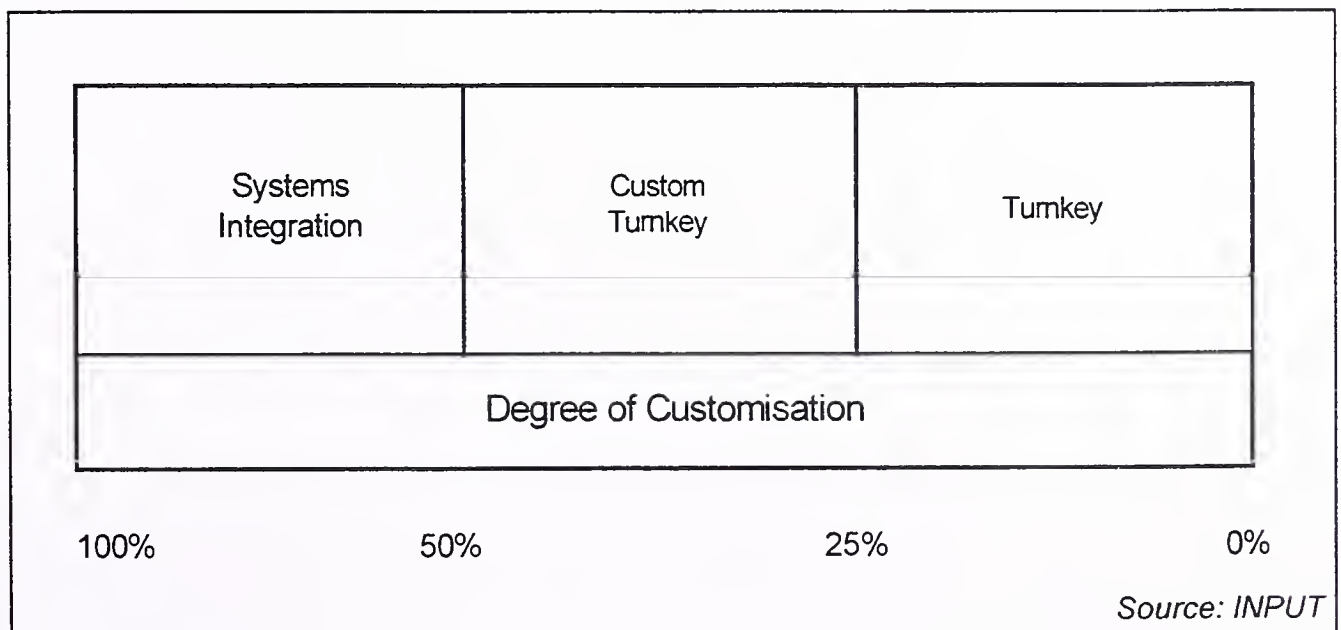 Systems
Integration
Custom
Turnkey
Turnkey
Degree of Customisation
100% 50% 25% 0%
Source: INPUT